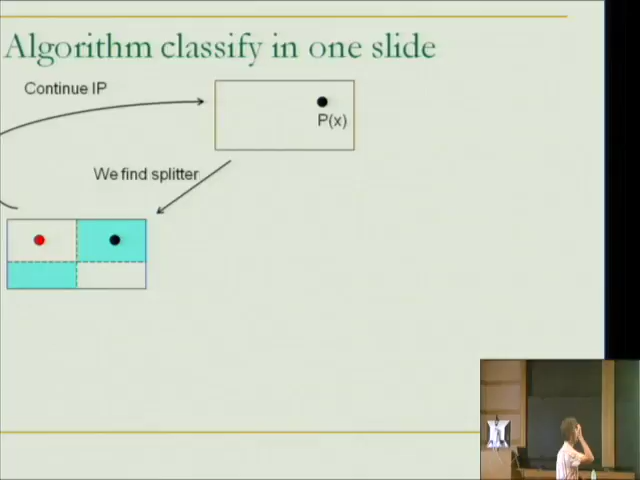 Algorithm classify in one slide
Continue IP
P(x)
We find splitter